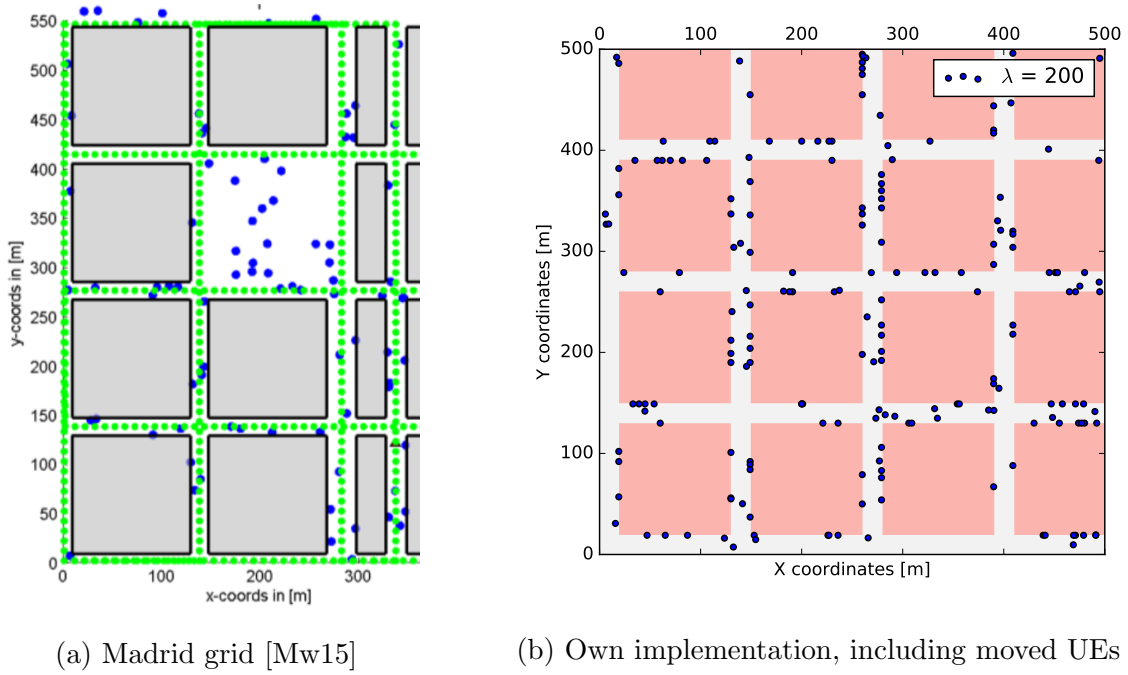 550
500
450
400
350
300
250
200
150
100
50
0
y-coords in [m]
0 100 200 300
x-coords in [m]
0 100 200 300 400 500
500
400
300
200
100
0
λ = 200
Y coordinates [m]
X coordinates [m]
(a) Madrid grid [Mw15]
(b) Own implementation, including moved UEs